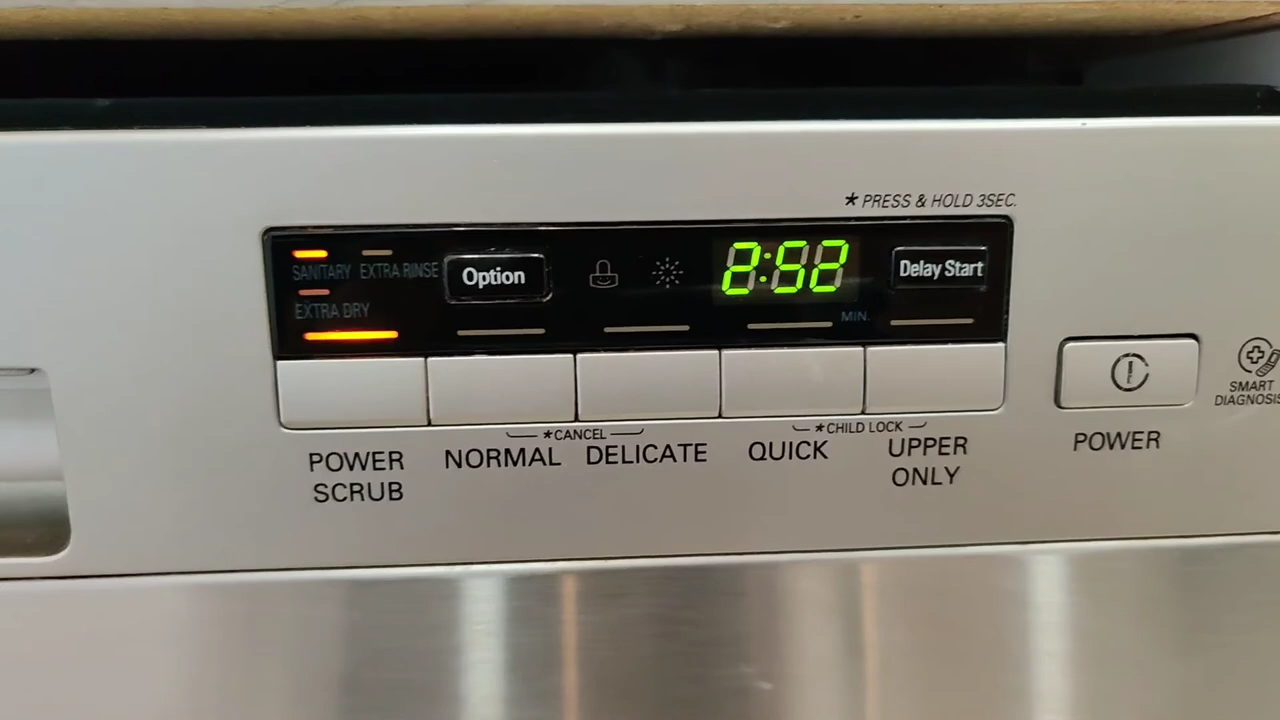 * PRESS & HOLD 3SEC.
SANITARY EXTRA RINSE
EXTRA DRY
Option
2:52
MIN.
Delay Start
*CANCEL
*CHILD LOCK
POWER
SCRUB
NORMAL
DELICATE
QUICK
UPPER
ONLY
POWER
SMART
DIAGNOSIS